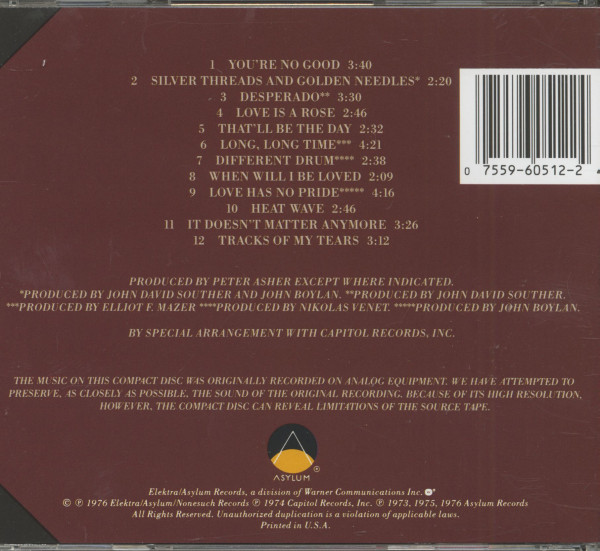 1
1 YOU'RE NO GOOD 3:40
2 SILVER THREADS AND GOLDEN NEEDLES* 2:20
3 DESPERADO** 3:30
4 LOVE IS A ROSE 2:46
5 THAT'LL BE THE DAY 2:32
6 LONG, LONG TIME*** 4:21
7 DIFFERENT DRUM**** 2:38
8 WHEN WILL I BE LOVED 2:09
9 LOVE HAS NO PRIDE***** 4:16
10 HEAT WAVE 2:46
11 IT DOESN'T MATTER ANYMORE 3:26
12 TRACKS OF MY TEARS 3:12
0 7559-60512-2
PRODUCED BY PETER ASHER EXCEPT WHERE INDICATED.
*PRODUCED BY JOHN DAVID SOUTHER AND JOHN BOYLAN. **PRODUCED BY JOHN DAVID SOUTHER.
***PRODUCED BY ELLIOT F. MAZER ****PRODUCED BY NIKOLAS VENET. *****PRODUCED BY JOHN BOYLAN.
BY SPECIAL ARRANGEMENT WITH CAPITOL RECORDS, INC.
THE MUSIC ON THIS COMPACT DISC WAS ORIGINALLY RECORDED ON ANALOG EQUIPMENT. WE HAVE ATTEMPTED TO
PRESERVE, AS CLOSELY AS POSSIBLE, THE SOUND OF THE ORIGINAL RECORDING. BECAUSE OF ITS HIGH RESOLUTION,
HOWEVER, THE COMPACT DISC CAN REVEAL LIMITATIONS OF THE SOURCE TAPE.
ASYLUM ®
Elektra/Asylum Records, a division of Warner Communications Inc.
© ℗ 1976 Elektra/Asylum/Nonesuch Records ℗ 1974 Capitol Records, Inc. ℗ 1973, 1975, 1976 Asylum Records
All Rights Reserved. Unauthorized duplication is a violation of applicable laws.
Printed in U.S.A.